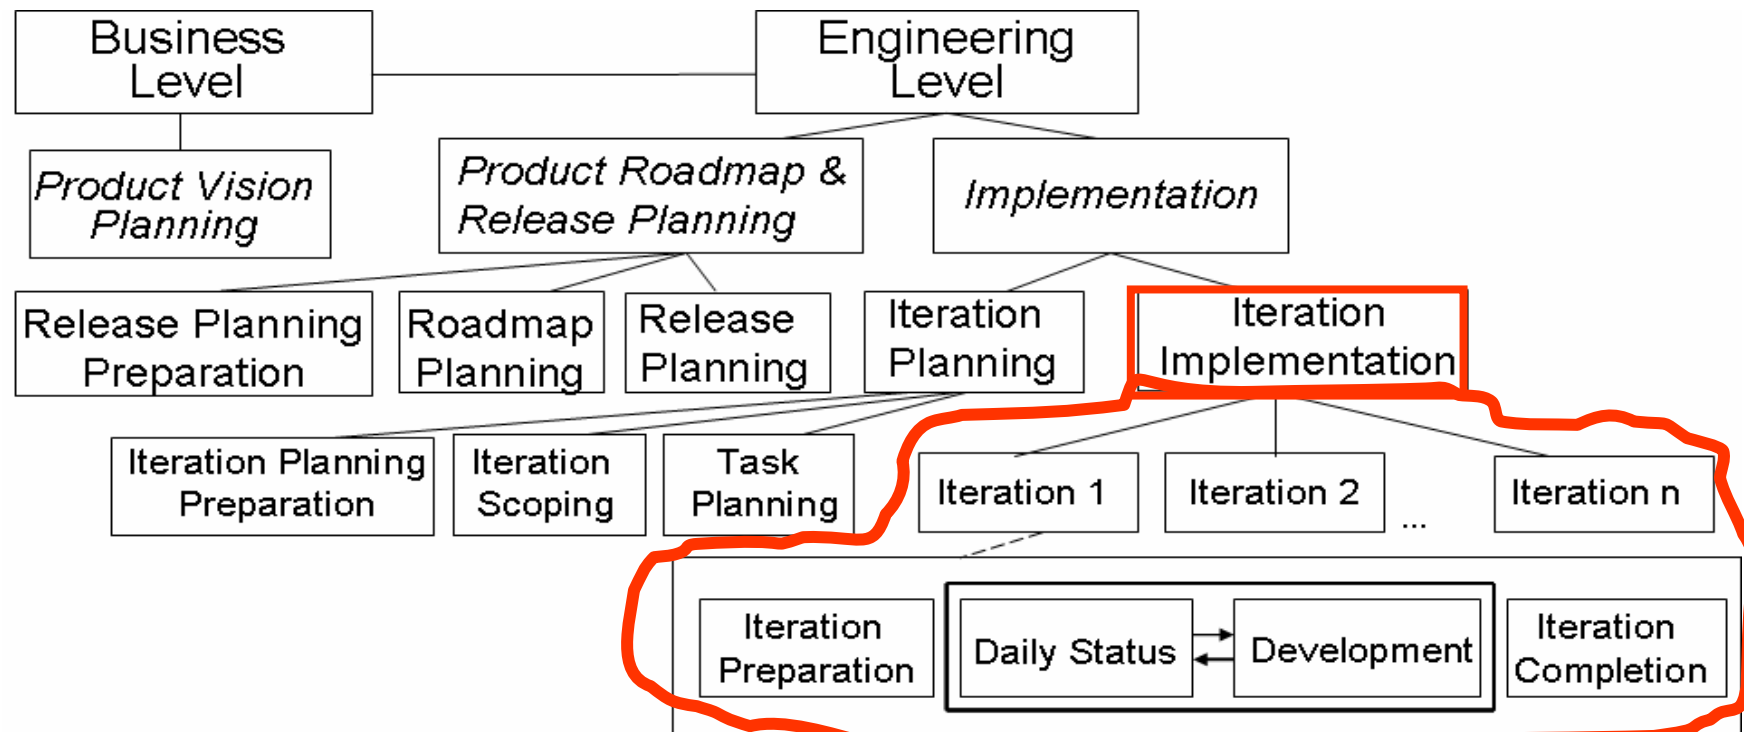 Business
Level
Engineering
Level
Product Vision
Planning
Product Roadmap &
Release Planning
Implementation
Release Planning
Preparation
Roadmap
Planning
Release
Planning
Iteration
Planning
Iteration
Implementation
Iteration Planning
Preparation
Iteration
Scoping
Task
Planning
Iteration 1
Iteration 2
...
Iteration n
Iteration
Preparation
Daily Status
Development
Iteration
Completion